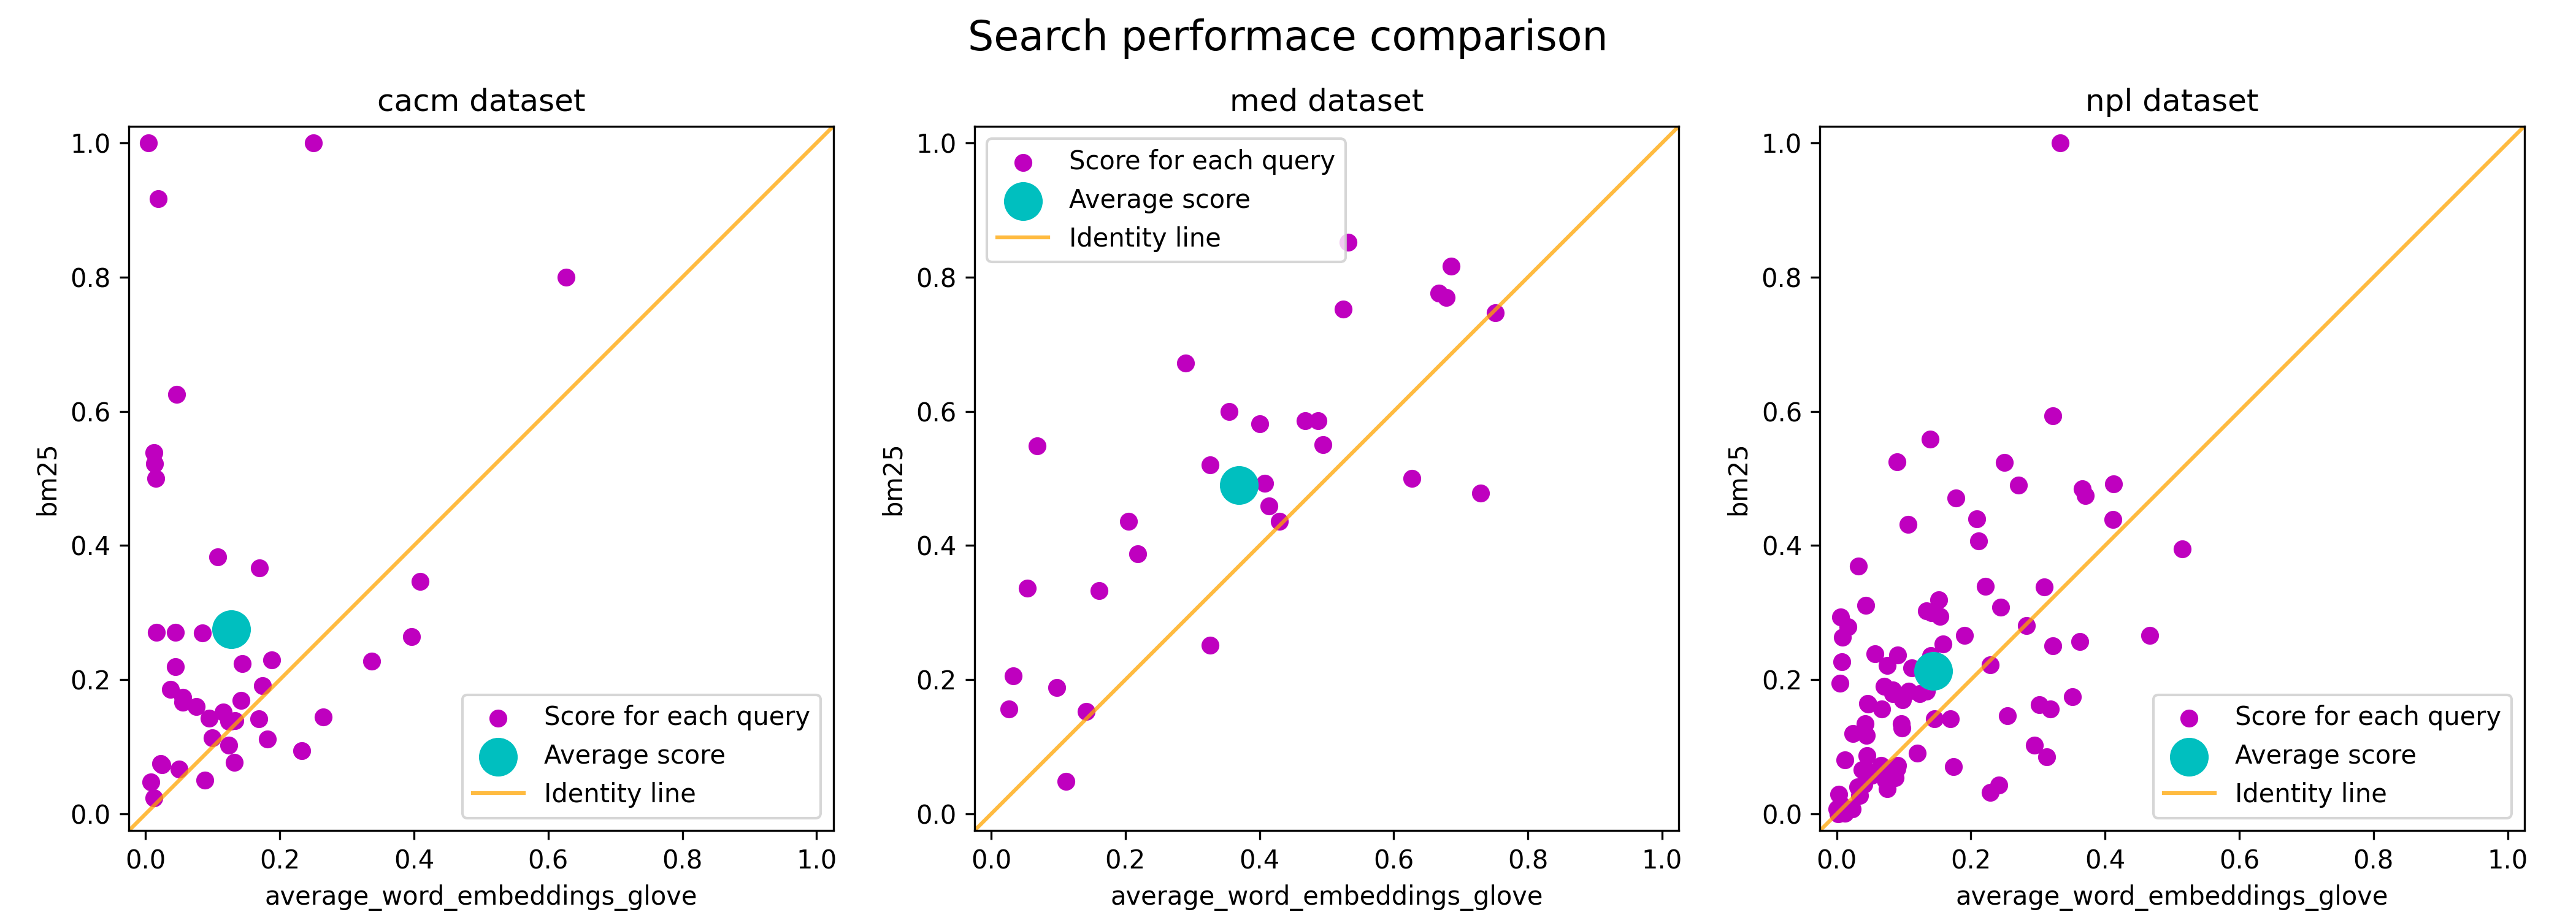 Search performace comparison
cacm dataset
1.0
0.8
0.6
0.4
0.2
0.0
bm25
0.0 0.2 0.4 0.6 0.8 1.0
average_word_embeddings_glove
Score for each query
Average score
Identity line
med dataset
1.0
0.8
0.6
0.4
0.2
0.0
bm25
0.0 0.2 0.4 0.6 0.8 1.0
average_word_embeddings_glove
Score for each query
Average score
Identity line
npl dataset
1.0
0.8
0.6
0.4
0.2
0.0
bm25
0.0 0.2 0.4 0.6 0.8 1.0
average_word_embeddings_glove
Score for each query
Average score
Identity line